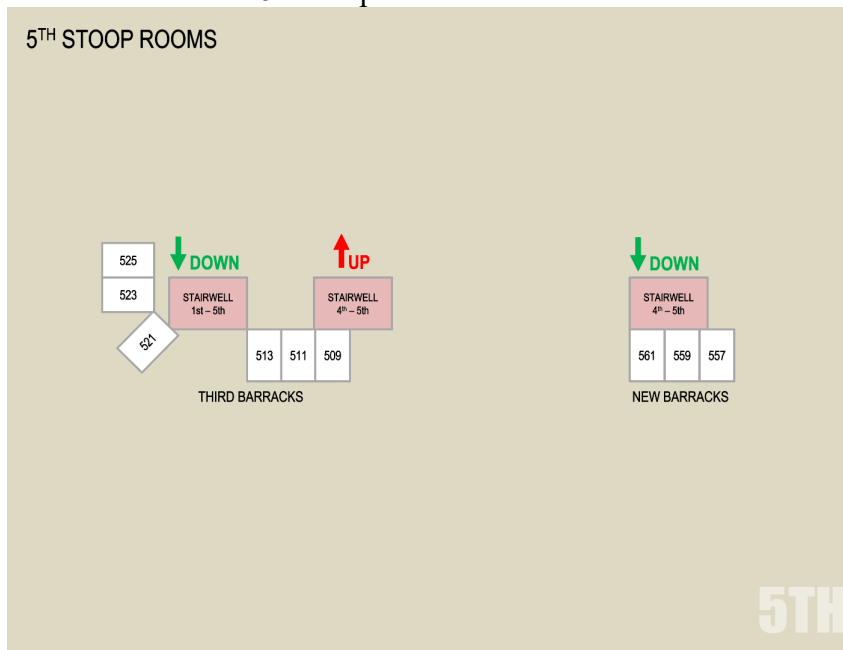 5TH STOOP ROOMS
DOWN
UP
DOWN
525
523
521
STAIRWELL
1st – 5th
STAIRWELL
4th – 5th
STAIRWELL
4th – 5th
513 511 509
561 559 557
THIRD BARRACKS
NEW BARRACKS
5TH